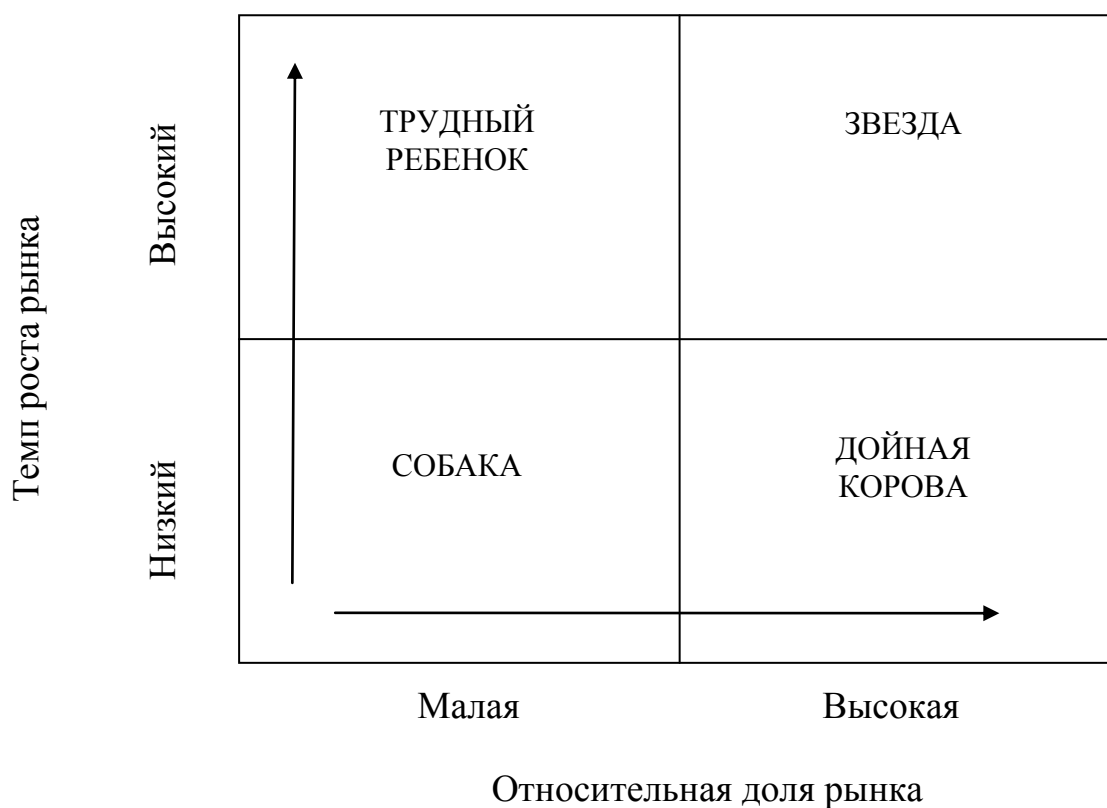 Темп роста рынка
Высокий
Низкий
ТРУДНЫЙ
РЕБЕНОК
ЗВЕЗДА
СОБАКА
ДОЙНАЯ
КОРОВА
Малая
Высокая
Относительная доля рынка